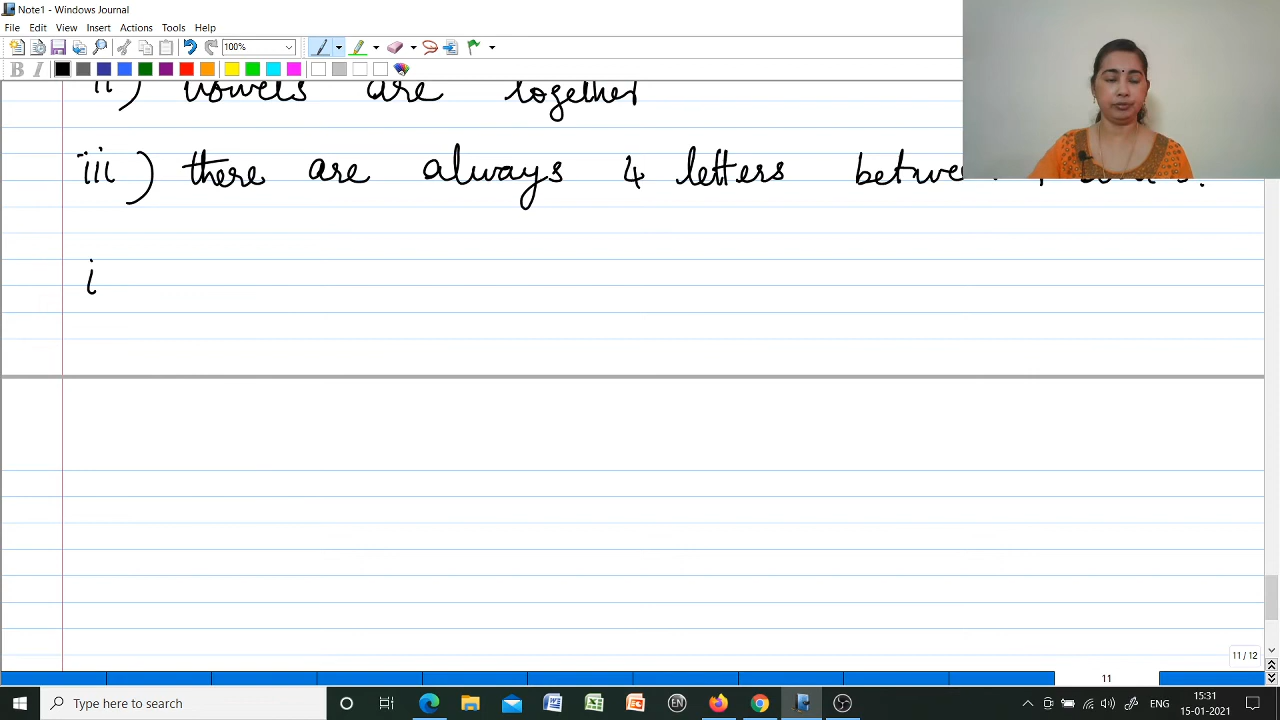 Note1 - Windows Journal
File Edit View Insert Actions Tools Help
100%
B I
ii) vowels are together
iii) there are always 4 letters
i
11 / 12
11
Type here to search
ENG
15:31
15-01-2021